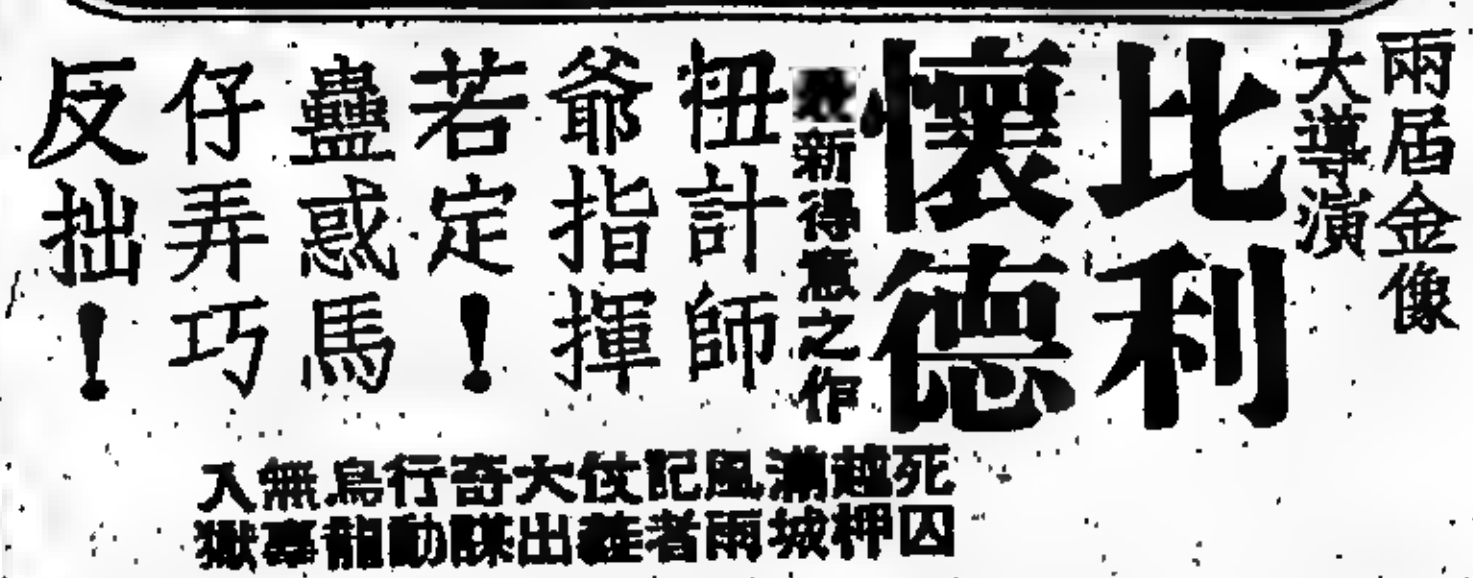 兩屆金像
大導演
比利
懷德
新得意之作
扭計師
爺指揮
若定!
蠱惑馬
仔弄巧
反拙!
死囚
越柙
滿城
風雨
記者
仗義
大出
奇謀
行動
烏龍
無辜
入獄